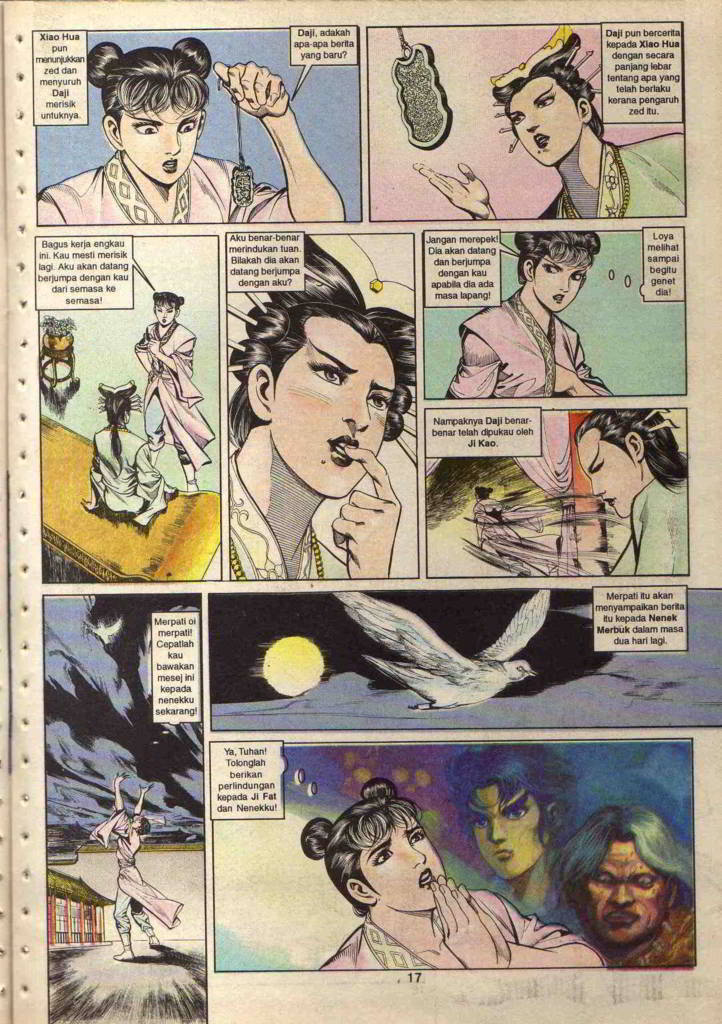 Xiao Hua
pun
menunjukkan
zed dan
menyuruh
Daji
merisik
untuknya.
Daji, adakah
apa-apa berita
yang baru?
Daji pun bercerita
kepada Xiao Hua
dengan secara
panjang lebar
tentang apa yang
telah berlaku
kerana pengaruh
zed itu.
Bagus kerja engkau
ini. Kau mesti merisik
lagi. Aku akan datang
berjumpa dengan kau
dari semasa ke
semasa!
Aku benar-benar
merindukan tuan.
Bilakah dia akan
datang berjumpa
dengan aku?
Jangan merepek!
Dia akan datang
dan berjumpa
dengan kau
apabila dia ada
masa lapang!
Loya
melihat
sampai
begitu
genet
dia!
Nampaknya Daji benar-
benar telah dipukau oleh
Ji Kao.
Merpati oi
merpati!
Cepatlah
kau
bawakan
mesej ini
kepada
nenekku
sekarang!
Merpati itu akan
menyampaikan berita
itu kepada Nenek
Merbuk dalam masa
dua hari lagi.
Ya, Tuhan!
Tolonglah
berikan
perlindungan
kepada Ji Fat
dan Nenekku!
17